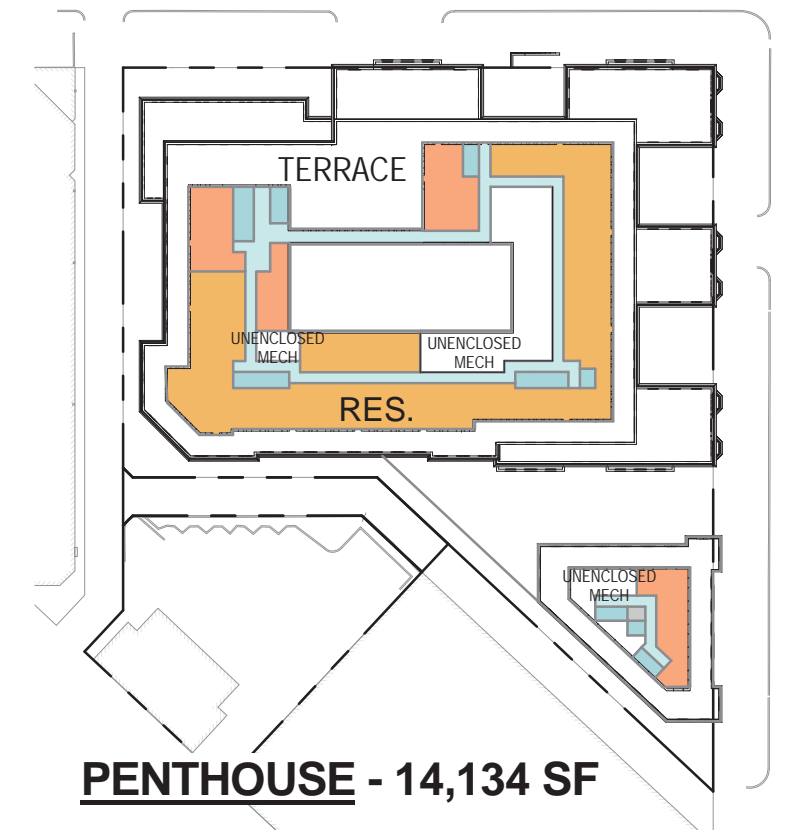 TERRACE
UNENCLOSED
MECH
UNENCLOSED
MECH
RES.
UNENCLOSED
MECH
PENTHOUSE - 14,134 SF